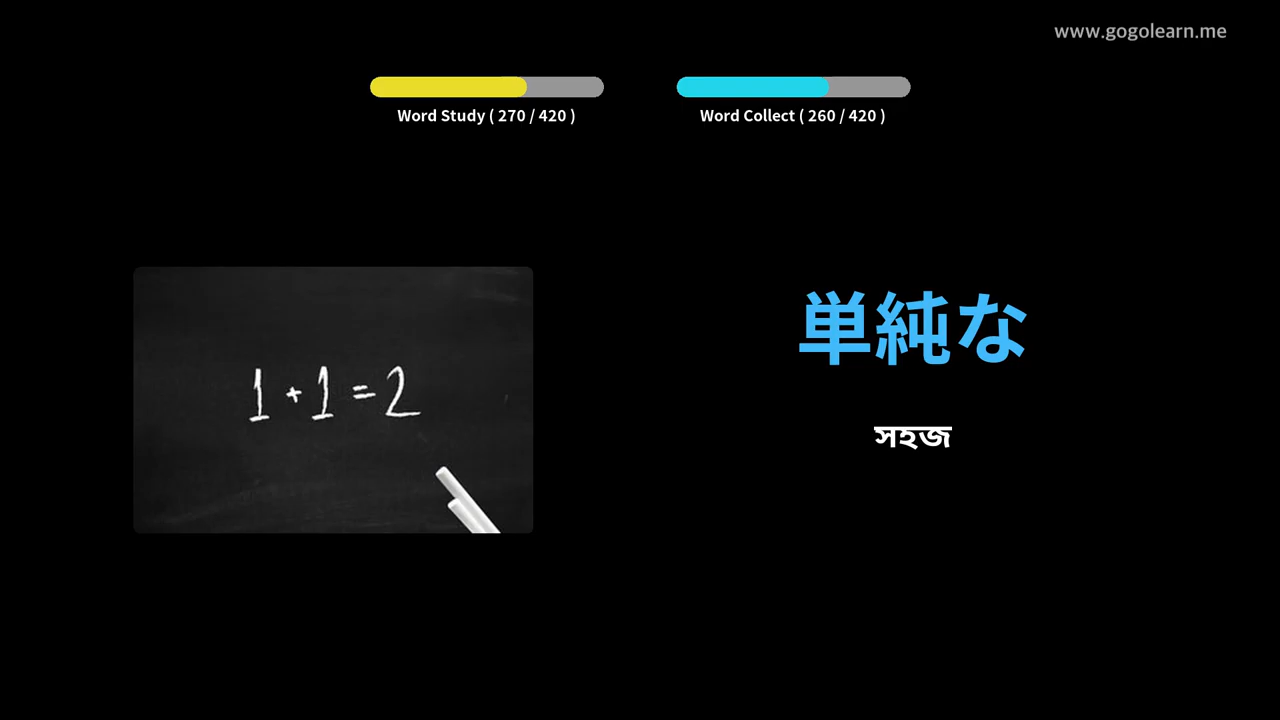 www.gogolearn.me
Word Study ( 270 / 420 )
Word Collect ( 260 / 420 )
1 + 1 = 2
単純な
সহজ